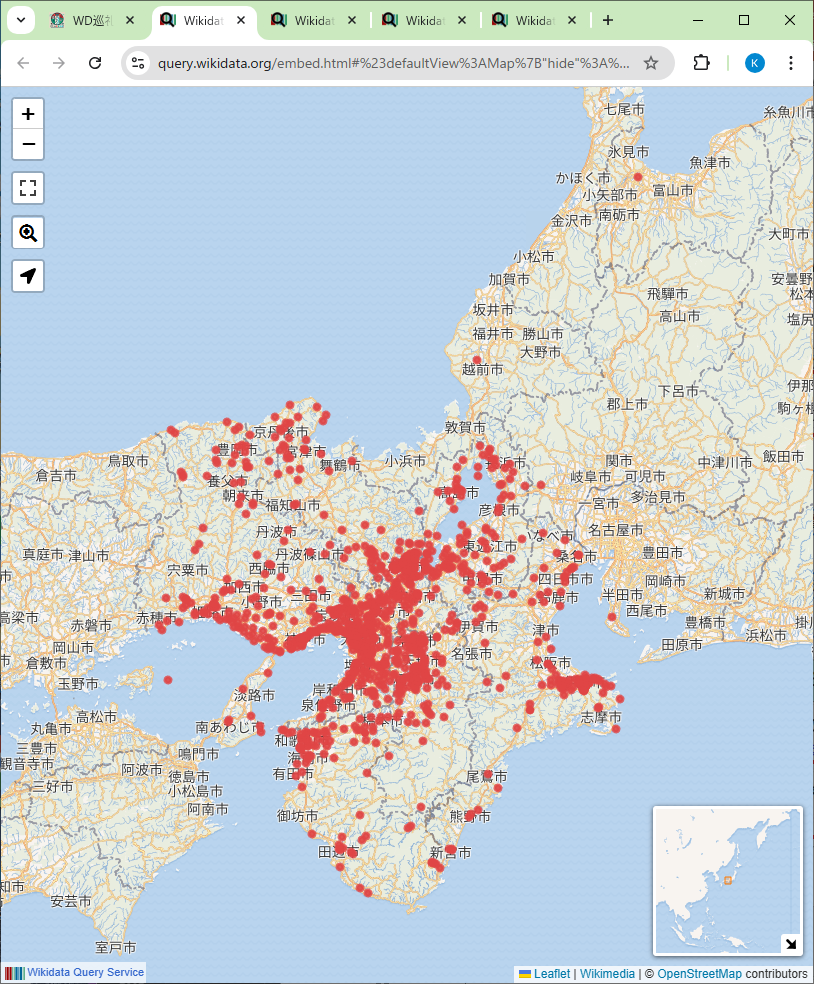 WD巡礼
Wikidat
Wikidat
Wikidat
Wikidat
query.wikidata.org/embed.html#%23defaultView%3AMap%7B"hide"%3A%...
K
+
−
七尾市
糸魚川市
氷見市
魚津市
かほく市
小矢部市
富山市
金沢市
南砺市
大町市
小松市
安曇野
加賀市
飛騨市
松本
坂井市
高山市
塩尻
福井市
勝山市
大野市
越前市
下呂市
伊那
郡上市
駒ヶ根
京丹後市
敦賀市
鳥取市
豊岡市
宮津市
舞鶴市
小浜市
長浜市
関市
中津川市
飯田市
倉吉市
岐阜市
可児市
養父市
朝来市
高島市
一宮市
多治見市
福知山市
彦根市
名古屋市
丹波市
いなべ市
真庭市
津山市
丹波篠山市
東近江市
桑名市
豊田市
宍粟市
西脇市
甲賀市
四日市市
岡崎市
加西市
小野市
三田市
鈴鹿市
半田市
新城市
高梁市
赤磐市
赤穂市
西尾市
豊橋市
浜松市
伊賀市
津市
岡山市
名張市
田原市
倉敷市
松阪市
玉野市
淡路市
岸和田市
泉佐野市
高松市
橋本市
志摩市
丸亀市
南あわじ市
三豊市
鳴門市
海南市
観音寺市
阿波市
徳島市
有田市
尾鷲市
三好市
小松島市
阿南市
御坊市
熊野市
田辺市
新宮市
安芸市
室戸市
Wikidata Query Service
Leaflet | Wikimedia | © OpenStreetMap contributors